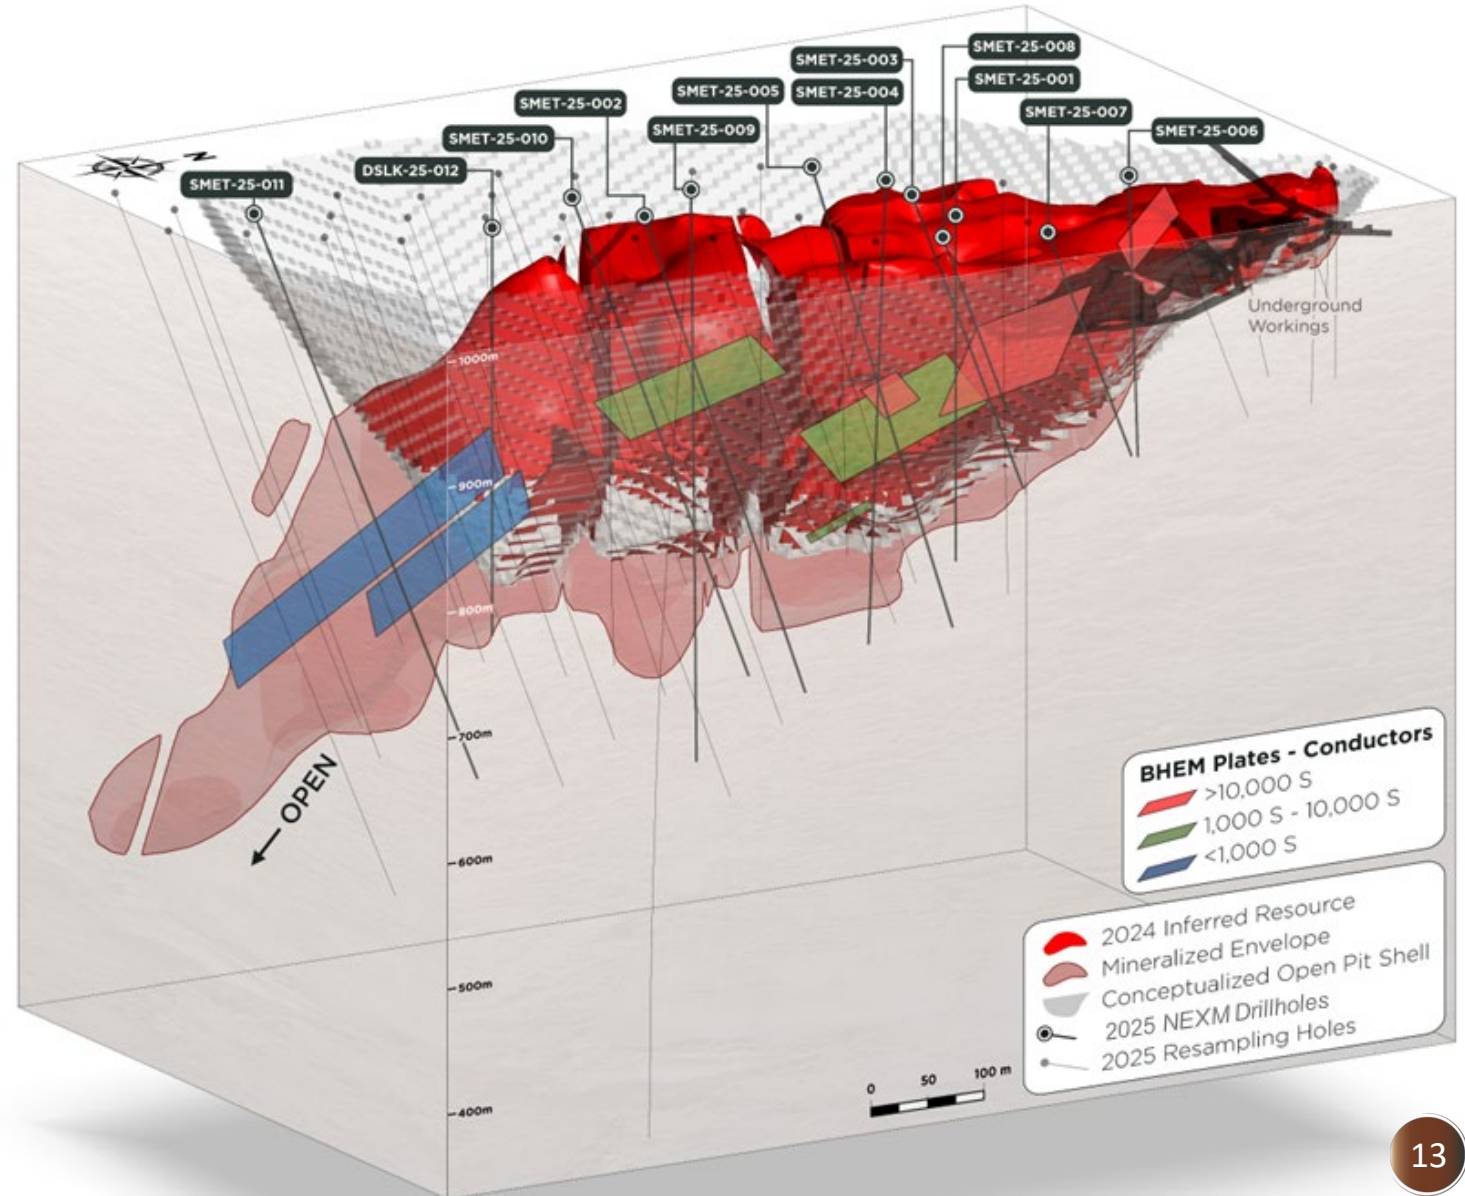 SMET-25-008
SMET-25-003
SMET-25-001
SMET-25-005
SMET-25-004
SMET-25-002
SMET-25-007
SMET-25-009
SMET-25-006
SMET-25-010
DSLK-25-012
N
SMET-25-011
Underground
Workings
1000m
900m
800m
700m
600m
500m
400m
OPEN
BHEM Plates - Conductors
>10,000 S
1,000 S - 10,000 S
<1,000 S
2024 Inferred Resource
Mineralized Envelope
Conceptualized Open Pit Shell
2025 NEXM Drillholes
2025 Resampling Holes
0 50 100 m
13